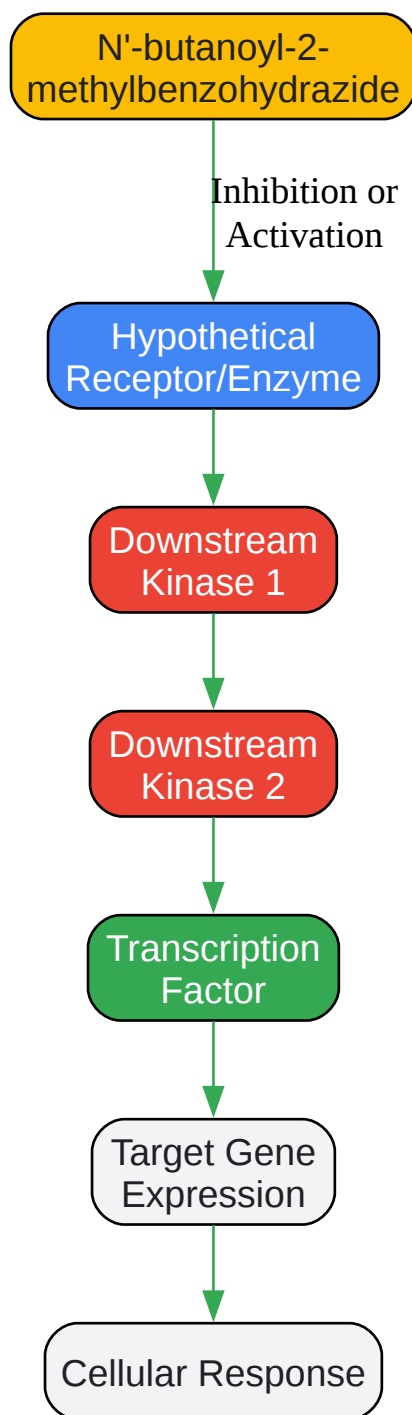 N'-butanoyl-2-
methylbenzohydrazide
Inhibition or
Activation
Hypothetical
Receptor/Enzyme
Downstream
Kinase 1
Downstream
Kinase 2
Transcription
Factor
Target Gene
Expression
Cellular Response